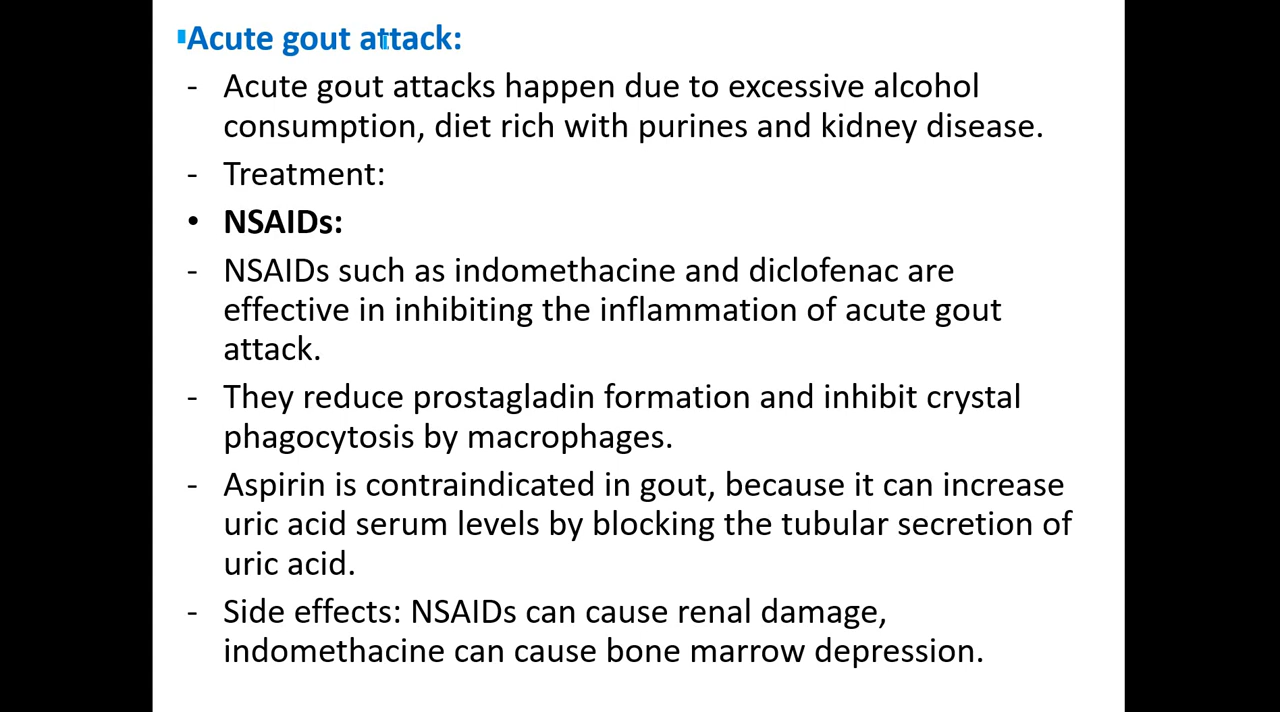 Acute gout attack:
- Acute gout attacks happen due to excessive alcohol
consumption, diet rich with purines and kidney disease.
- Treatment:
• NSAIDs:
- NSAIDs such as indomethacine and diclofenac are
effective in inhibiting the inflammation of acute gout
attack.
- They reduce prostagladin formation and inhibit crystal
phagocytosis by macrophages.
- Aspirin is contraindicated in gout, because it can increase
uric acid serum levels by blocking the tubular secretion of
uric acid.
- Side effects: NSAIDs can cause renal damage,
indomethacine can cause bone marrow depression.